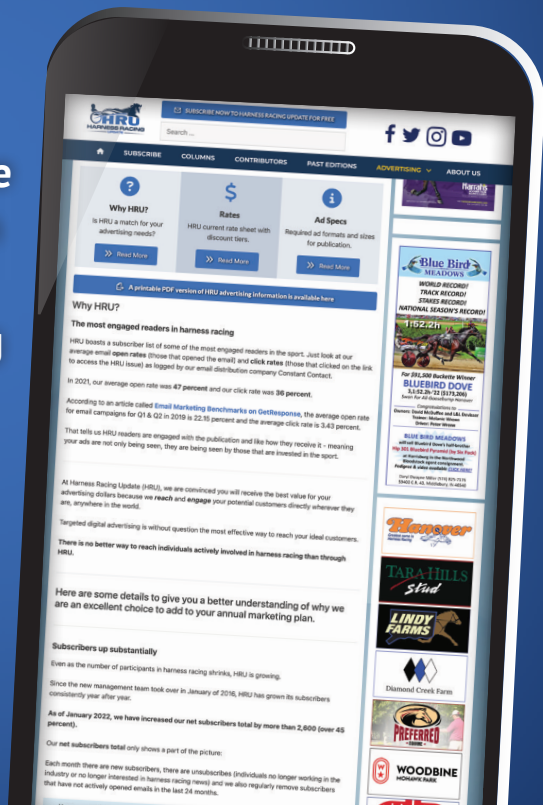 e
HRU
HARNESS RACING
UPDATE
SUBSCRIBE NOW TO HARNESS RACING UPDATE FOR FREE
Search ...
SUBSCRIBE
COLUMNS
CONTRIBUTORS
PAST EDITIONS
ADVERTISING
ABOUT US
Why HRU?
Is HRU a match for your
advertising needs?
Read More
Rates
HRU current rate sheet with
discount tiers.
Read More
Ad Specs
Required ad formats and sizes
for publication.
Read More
A printable PDF version of HRU advertising information is available here
Why HRU?
The most engaged readers in harness racing
HRU boasts a subscriber list of some of the most engaged readers in the sport. Just look at our
average email open rates (those that opened the email) and click rates (those that clicked on the link
to access the HRU issue) as logged by our email distribution company Constant Contact.
In 2021, our average open rate was 47 percent and our click rate was 36 percent.
According to an article called Email Marketing Benchmarks on GetResponse, the average open rate
for email campaigns for Q1 & Q2 in 2019 is 22.15 percent and the average click rate is 3.43 percent.
That tells us HRU readers are engaged with the publication and like how they receive it – meaning
your ads are not only being seen, they are being seen by those that are invested in the sport.
At Harness Racing Update (HRU), we are convinced you will receive the best value for your
advertising dollars because we reach and engage your potential customers directly wherever they
are, anywhere in the world.
Targeted digital advertising is without question the most effective way to reach your ideal customers.
There is no better way to reach individuals actively involved in harness racing than through
HRU.
Here are some details to give you a better understanding of why we
are an excellent choice to add to your annual marketing plan.
Subscribers up substantially
Even as the number of participants in harness racing shrinks, HRU is growing.
Since the new management team took over in January of 2016, HRU has grown its subscribers
consistently year after year.
As of January 2022, we have increased our net subscribers total by more than 2,600 (over 45
percent).
Our net subscribers total only shows a part of the picture:
Each month there are new subscribers, there are unsubscribes (individuals no longer working in the
industry or no longer interested in harness racing news) and we also regularly remove subscribers
that have not actively opened emails in the last 24 months.
Harrah's
Blue Bird
MEADOWS
WORLD RECORD!
TRACK RECORD!
STAKES RECORD!
NATIONAL SEASON'S RECORD!
1:52.2h
For $91,500 Buckette Winner
BLUEBIRD DOVE
BLUE BIRD MEADOWS
will sell Bluebird Dove's half-brother
at Harrisburg in the Northwood
Bloodstock agent consignment.
Pedigree & video available CLICK HERE!
Hanover
TARA HILLS
Stud
LINDY
FARMS
Diamond Creek Farm
PREFERRED
EQUINE
WOODBINE
MOHAWK PARK